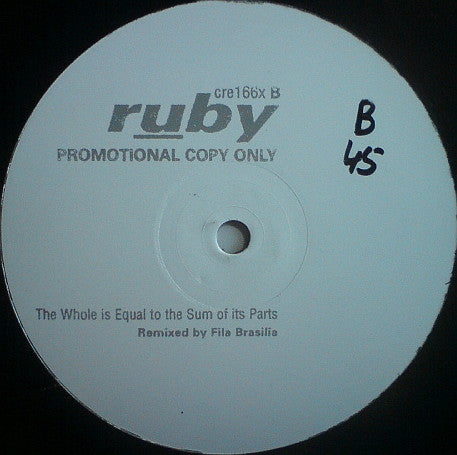 cre166x B
ruby
PROMOTiONAL COPY ONLY
B
45
The Whole is Equal to the Sum of its Parts
Remixed by Fila Brasilia